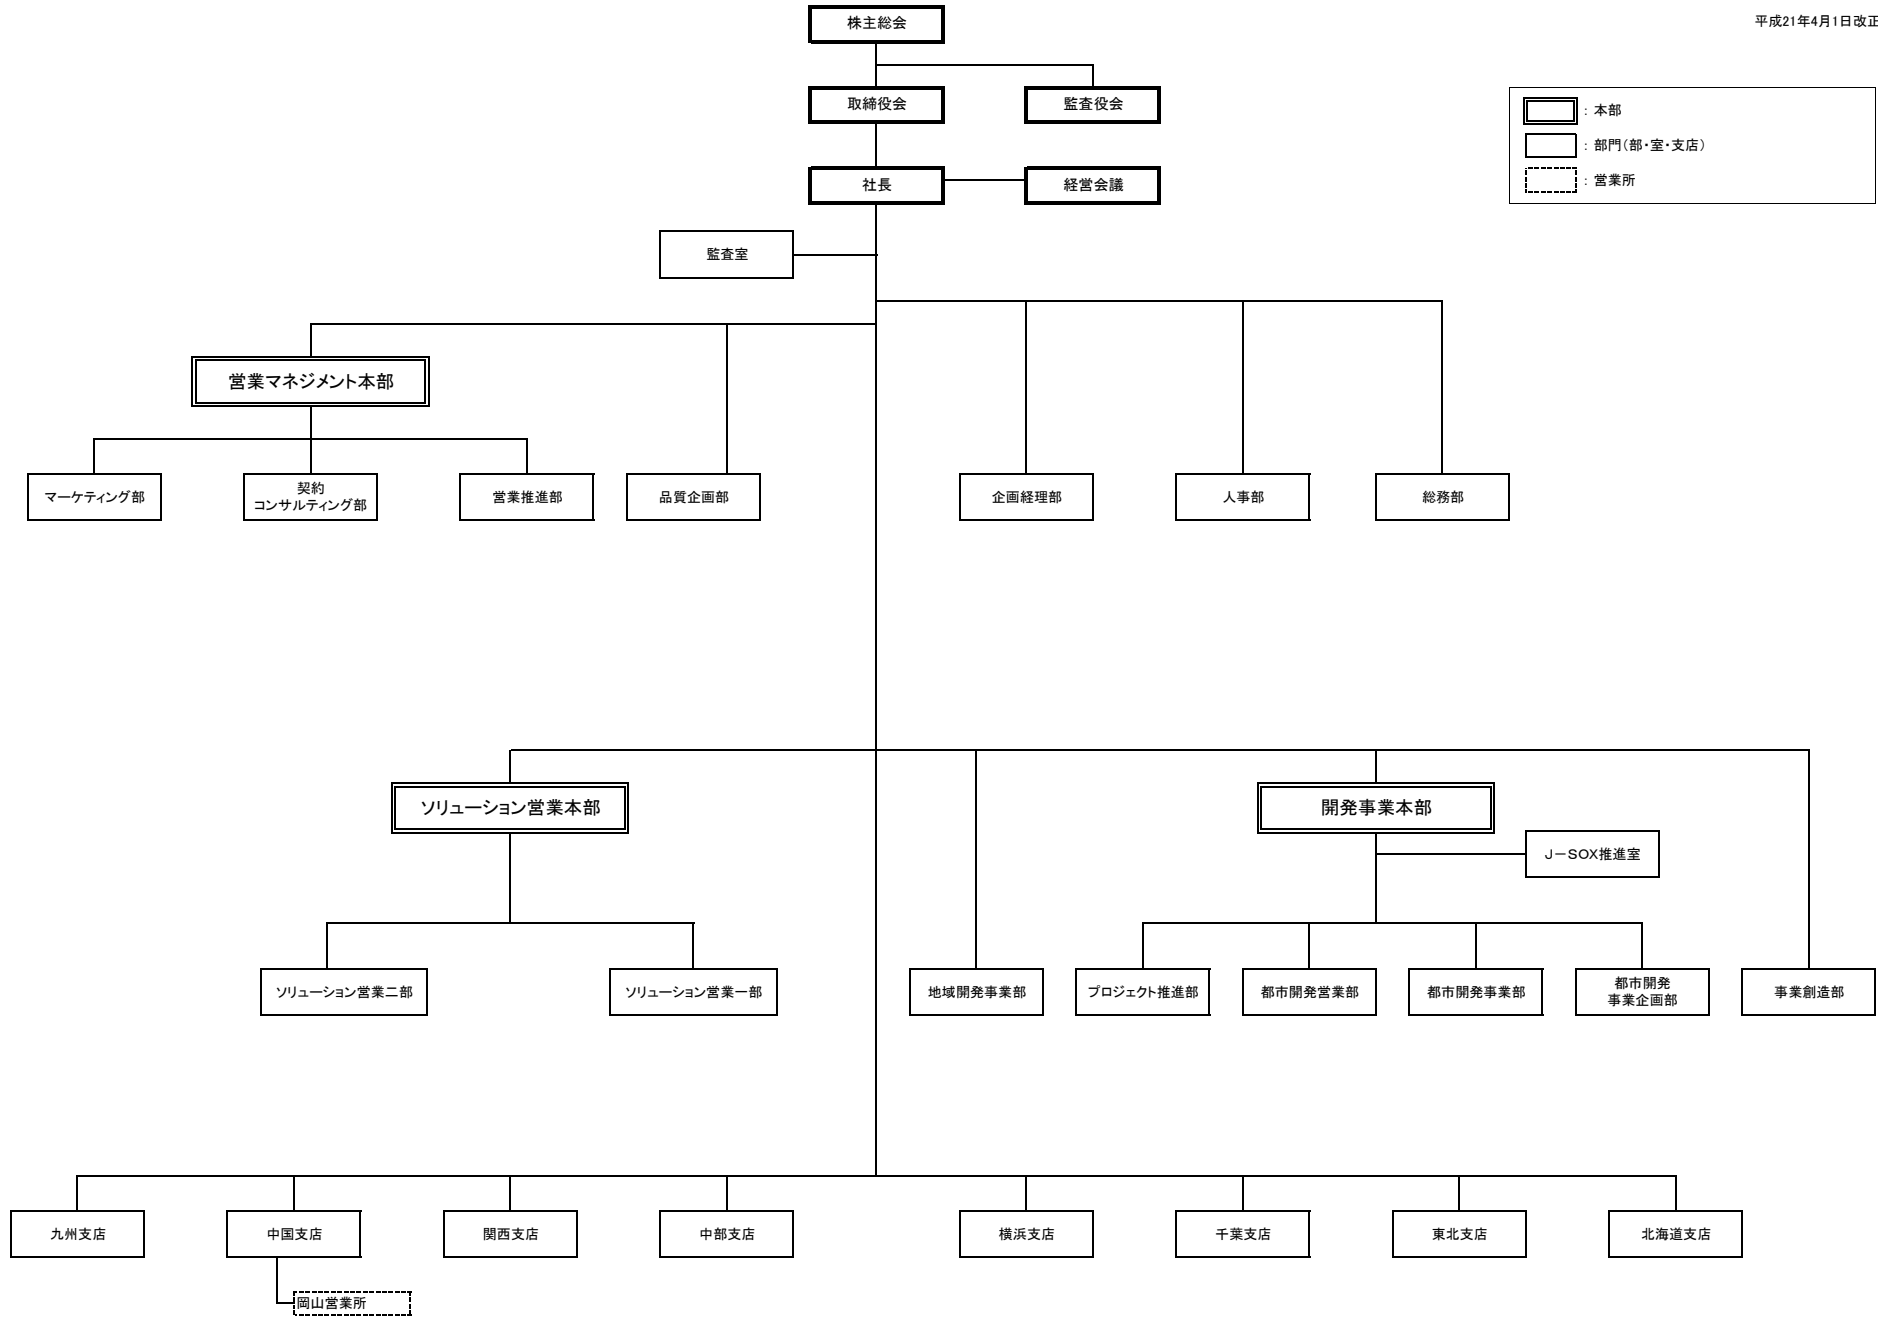 株主総会
平成21年4月1日改正
取締役会
監査役会
：本部
：部門（部・室・支店）
：営業所
社長
経営会議
監査室
営業マネジメント本部
マーケティング部
契約
コンサルティング部
営業推進部
品質企画部
企画経理部
人事部
総務部
ソリューション営業本部
開発事業本部
J－SOX推進室
ソリューション営業二部
ソリューション営業一部
地域開発事業部
プロジェクト推進部
都市開発営業部
都市開発事業部
都市開発
事業企画部
事業創造部
九州支店
中国支店
関西支店
中部支店
横浜支店
千葉支店
東北支店
北海道支店
岡山営業所